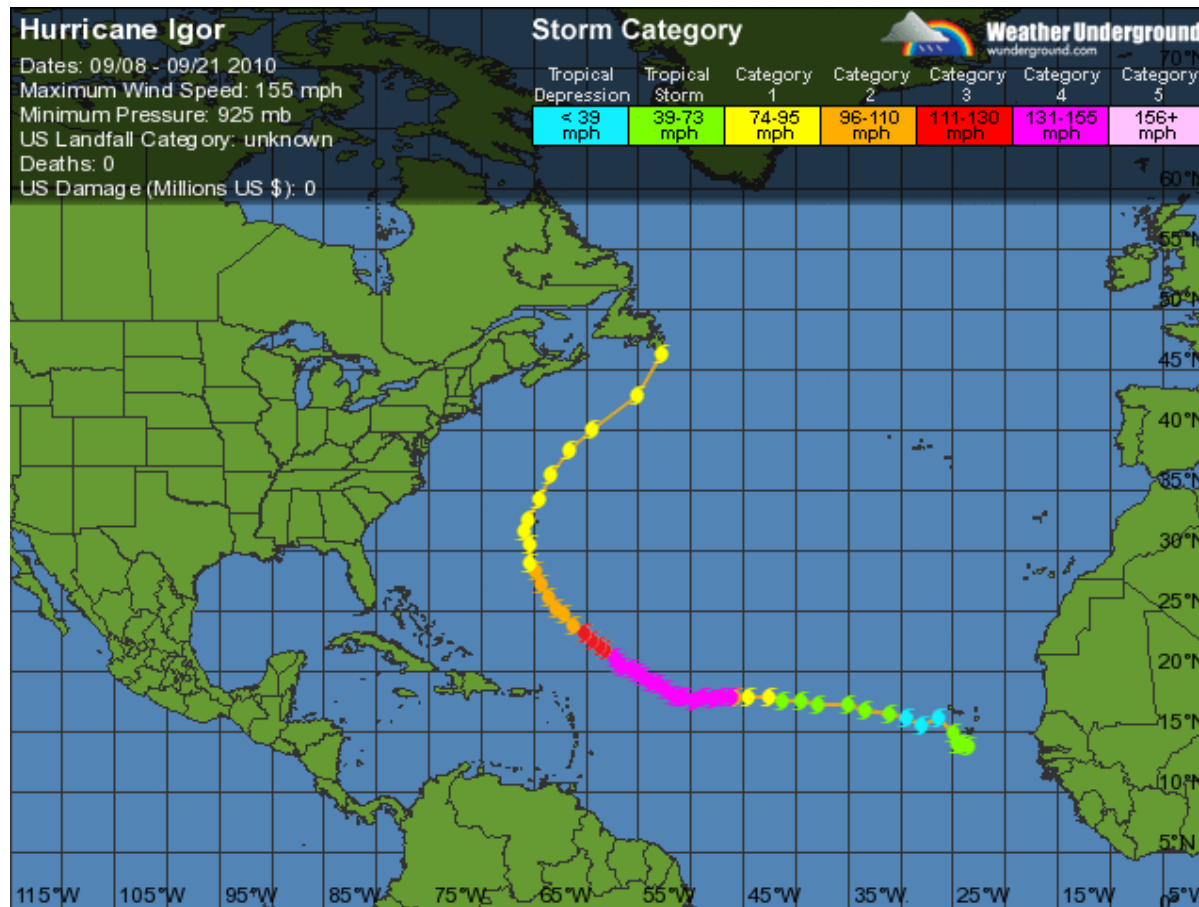 Hurricane Igor
Dates: 09/08 - 09/21 2010
Maximum Wind Speed: 155 mph
Minimum Pressure: 925 mb
US Landfall Category: unknown
Deaths: 0
US Damage (Millions US $): 0
Storm Category
Weather Underground
wunderground.com
Tropical Depression
Tropical Storm
Category 1
Category 2
Category 3
Category 4
Category 5
< 39 mph
39-73 mph
74-95 mph
96-110 mph
111-130 mph
131-155 mph
156+ mph
70°N
60°N
55°N
50°N
45°N
40°N
35°N
30°N
25°N
20°N
15°N
10°N
5°N
0°
115°W 105°W 95°W 85°W 75°W 65°W 55°W 45°W 35°W 25°W 15°W 5°W